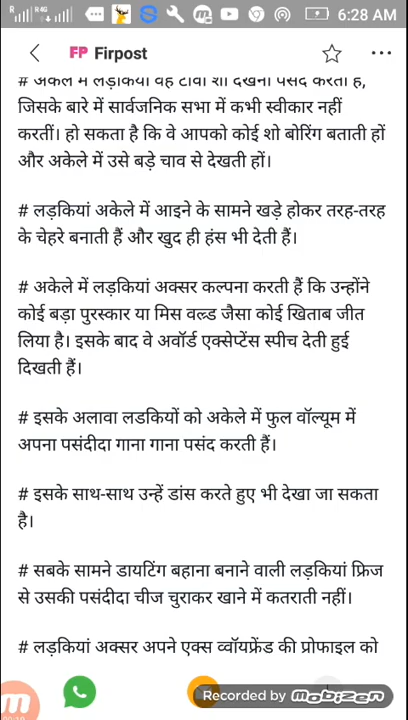 6:28 AM
FP Firpost
# अकेले में लड़कियां वह टीवी शो देखना पसंद करती हैं,
जिसके बारे में सार्वजनिक सभा में कभी स्वीकार नहीं
करतीं। हो सकता है कि वे आपको कोई शो बोरिंग बताती हों
और अकेले में उसे बड़े चाव से देखती हों।
# लड़कियां अकेले में आइने के सामने खड़े होकर तरह-तरह
के चेहरे बनाती हैं और खुद ही हंस भी देती हैं।
# अकेले में लड़कियां अक्सर कल्पना करती हैं कि उन्होंने
कोई बड़ा पुरस्कार या मिस वल्र्ड जैसा कोई खिताब जीत
लिया है। इसके बाद वे अवॉर्ड एक्सेप्टेंस स्पीच देती हुई
दिखती हैं।
# इसके अलावा लडकियों को अकेले में फुल वॉल्यूम में
अपना पसंदीदा गाना गाना पसंद करती हैं।
# इसके साथ-साथ उन्हें डांस करते हुए भी देखा जा सकता
है।
# सबके सामने डायटिंग बहाना बनाने वाली लड़कियां फ्रिज
से उसकी पसंदीदा चीज चुराकर खाने में कतराती नहीं।
# लड़कियां अक्सर अपने एक्स व्वॉयफ्रेंड की प्रोफाइल को
Recorded by mobizen